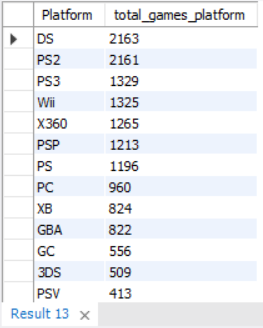 Platform total_games_platform
DS 2163
PS2 2161
PS3 1329
Wii 1325
X360 1265
PSP 1213
PS 1196
PC 960
XB 824
GBA 822
GC 556
3DS 509
PSV 413
Result 13 ×